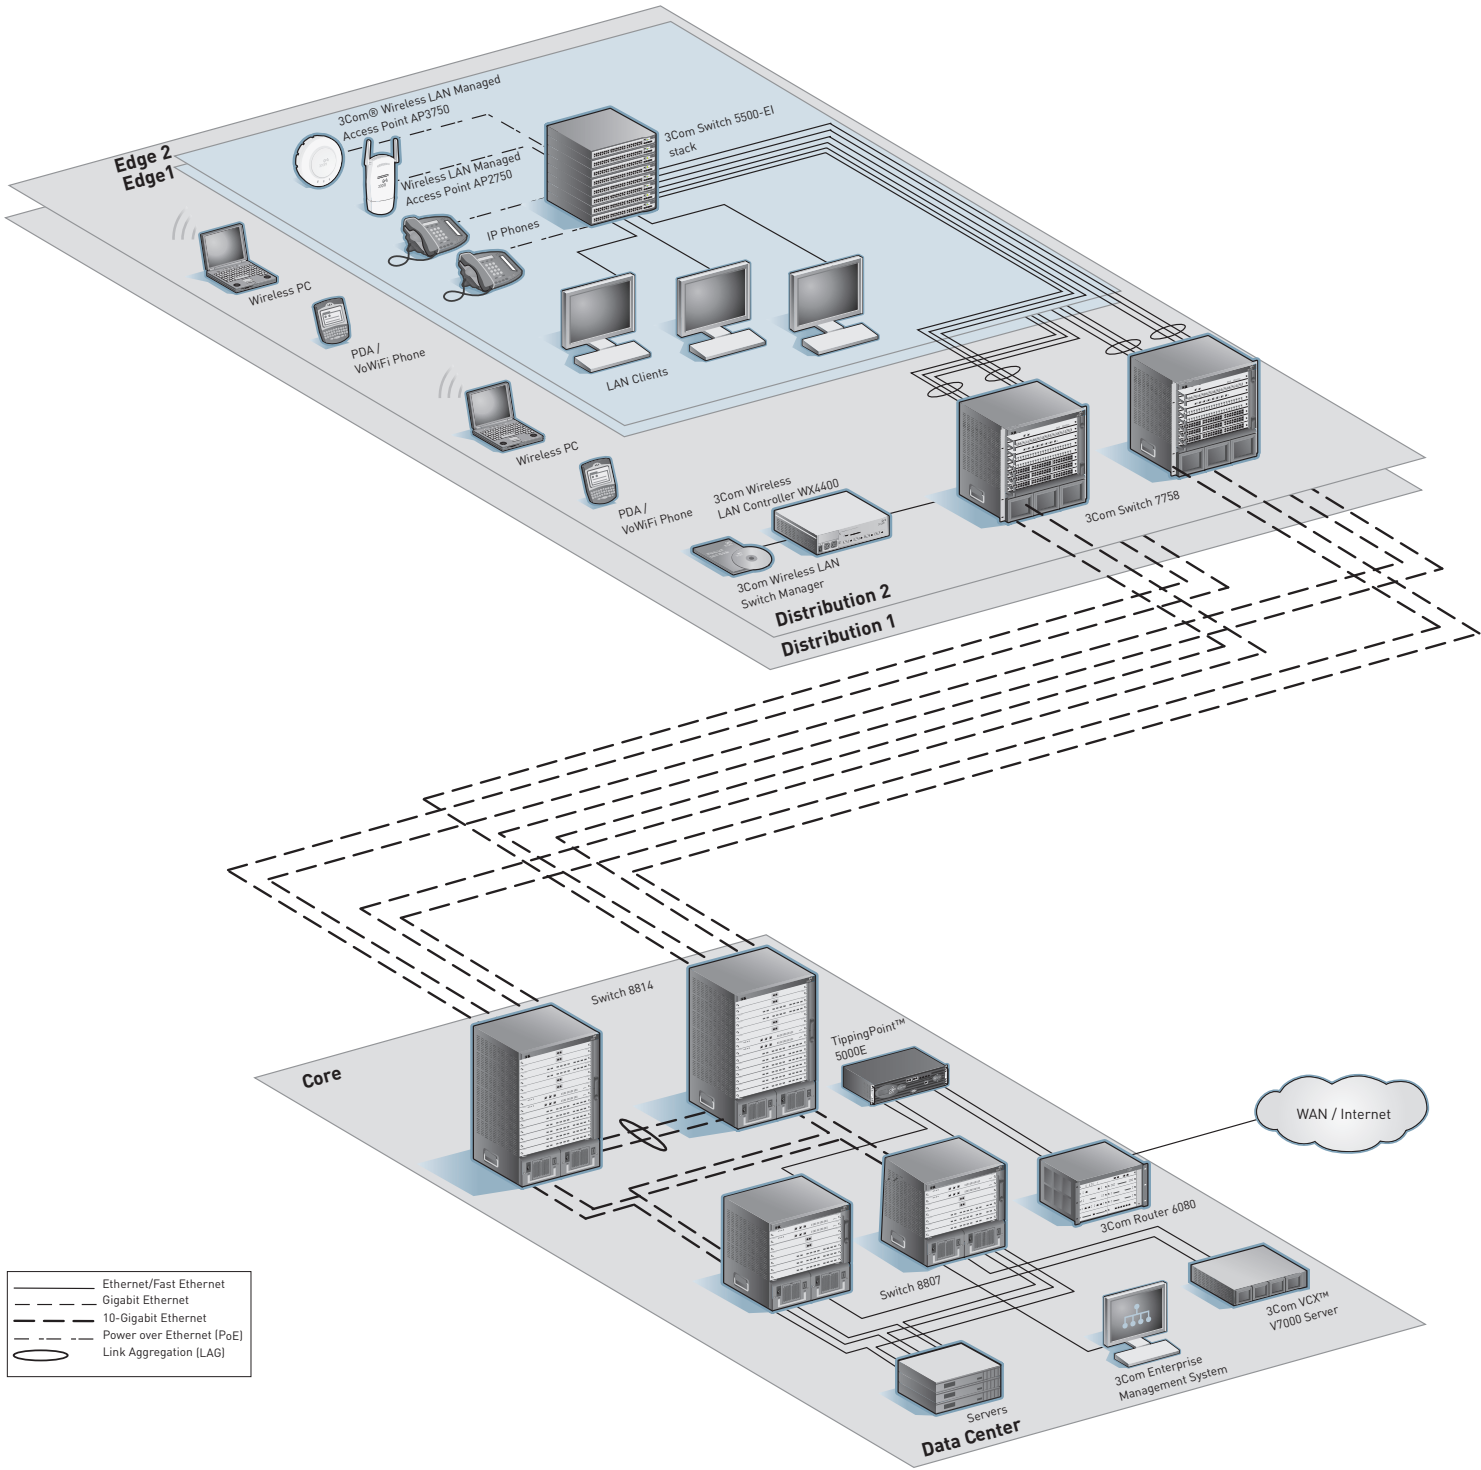 3Com® Wireless LAN Managed
Access Point AP3750
3Com Switch 5500-EI
stack
Edge 2
Edge1
Wireless LAN Managed
Access Point AP2750
IP Phones
Wireless PC
PDA /
VoWiFi Phone
LAN Clients
Wireless PC
PDA /
VoWiFi Phone
3Com Wireless
LAN Controller WX4400
3Com Switch 7758
3Com Wireless LAN
Switch Manager
Distribution 2
Distribution 1
Switch 8814
Core
TippingPoint™
5000E
WAN / Internet
3Com Router 6080
Switch 8807
3Com VCX™
V7000 Server
3Com Enterprise
Management System
Servers
Data Center
Ethernet/Fast Ethernet
Gigabit Ethernet
10-Gigabit Ethernet
Power over Ethernet (PoE)
Link Aggregation (LAG)